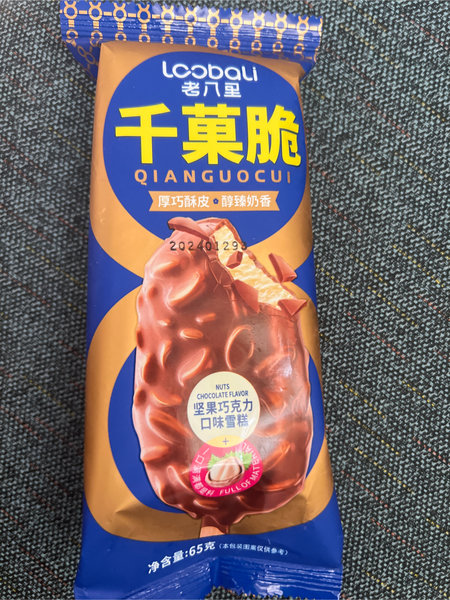 Loobali
老八里
千菓脆
QIANGUOCUI
厚巧酥皮·醇臻奶香
20240129
NUTS
CHOCOLATE FLAVOR
坚果巧克力
口味雪糕
+
FULL OF MATERIAL
净含量:65克 (本包装图案仅供参考)